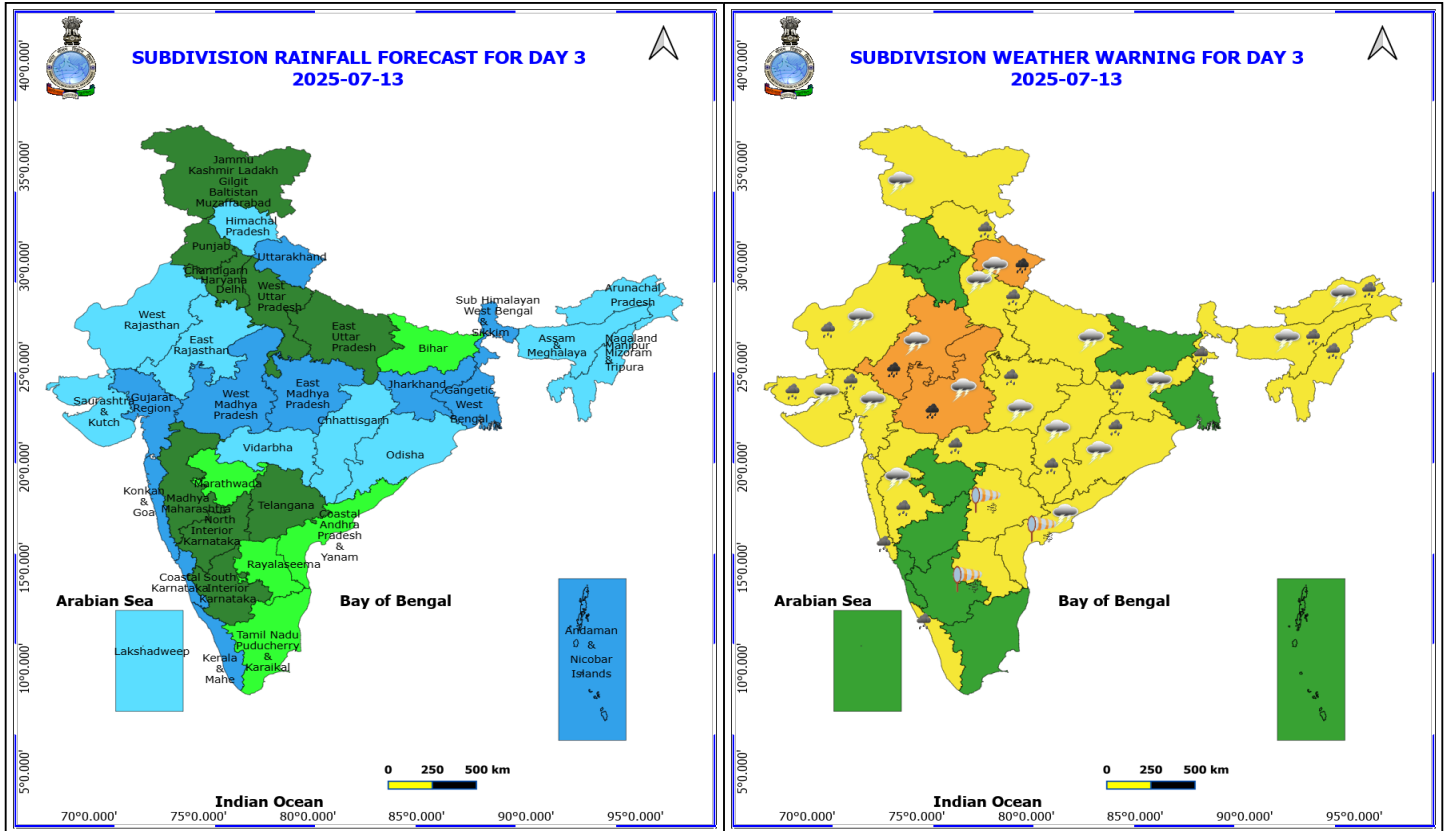 SUBDIVISION RAINFALL FORECAST FOR DAY 3
2025-07-13
40°0.000'
35°0.000'
30°0.000'
25°0.000'
20°0.000'
15°0.000'
10°0.000'
5°0.000'
Jammu
Kashmir Ladakh
Gilgit
Baltistan
Muzaffarabad
Himachal
Pradesh
Punjab
Uttarakhand
Chandigarh
Haryana
Delhi
West
Uttar
Pradesh
West
Rajasthan
East
Rajasthan
East
Uttar
Pradesh
Bihar
Sub Himalayan
West Bengal
&
Sikkim
Arunachal
Pradesh
Assam
&
Meghalaya
Nagaland
Manipur
Mizoram
&
Tripura
Saurashtra
&
Kutch
Gujarat
Region
West
Madhya
Pradesh
East
Madhya
Pradesh
Jharkhand
Gangetic
West
Bengal
Chhattisgarh
Vidarbha
Odisha
Konkan
&
Goa
Madhya
Maharashtra
Marathwada
Telangana
North
Interior
Karnataka
Coastal
Andhra
Pradesh
&
Yanam
Rayalaseema
Coastal
Karnataka
South
Interior
Karnataka
Arabian Sea
Bay of Bengal
Lakshadweep
Kerala
&
Mahe
Tamil Nadu
Puducherry
&
Karaikal
Andaman
&
Nicobar
Islands
0 250 500 km
Indian Ocean
70°0.000' 75°0.000' 80°0.000' 85°0.000' 90°0.000' 95°0.000'
SUBDIVISION WEATHER WARNING FOR DAY 3
2025-07-13
40°0.000'
35°0.000'
30°0.000'
25°0.000'
20°0.000'
15°0.000'
10°0.000'
5°0.000'
Arabian Sea
Bay of Bengal
0 250 500 km
Indian Ocean
70°0.000' 75°0.000' 80°0.000' 85°0.000' 90°0.000' 95°0.000'